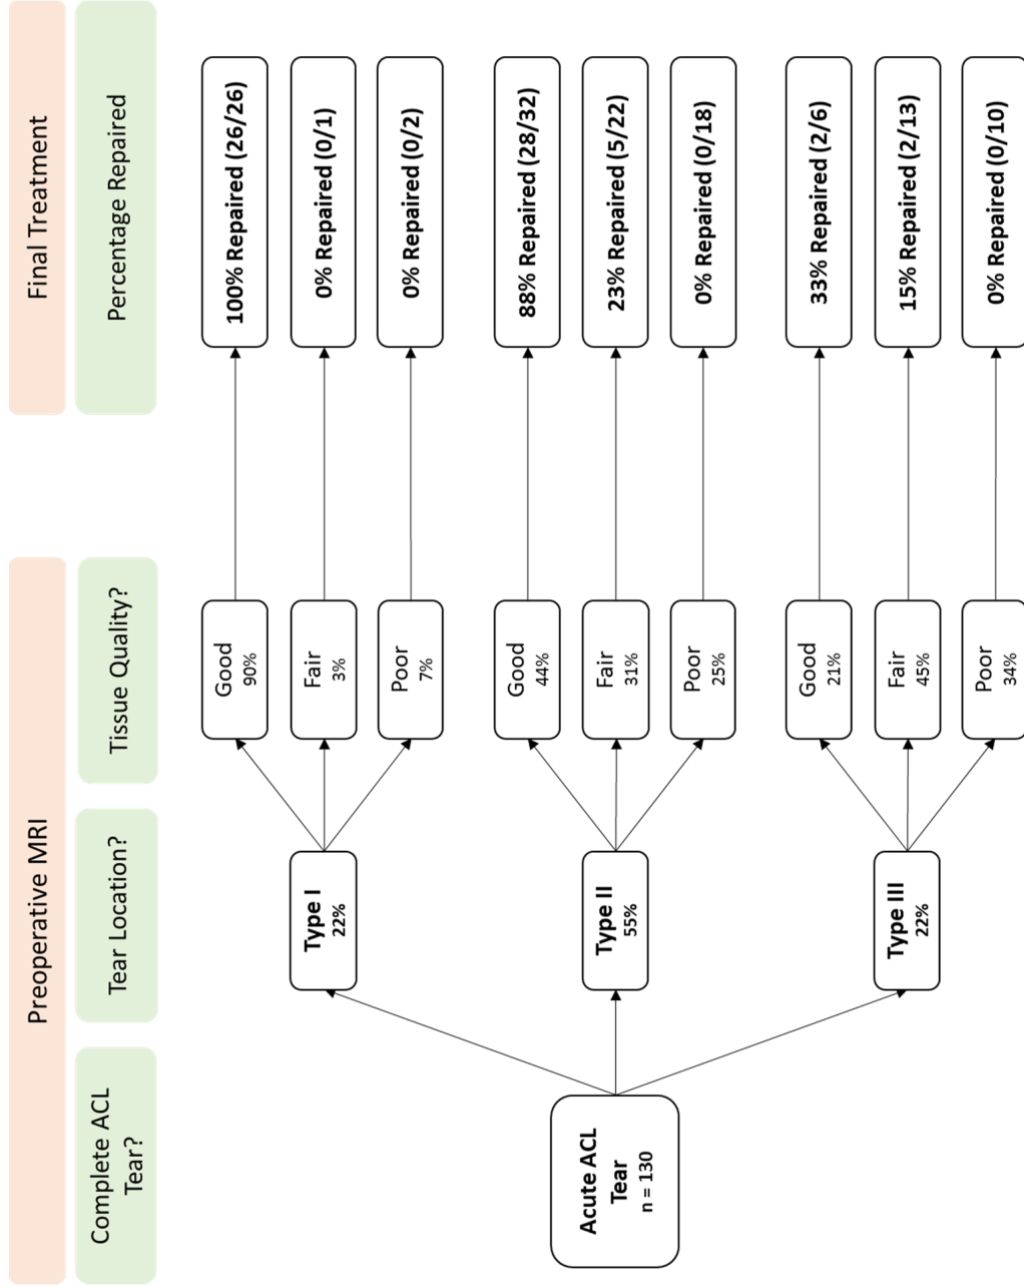 Preoperative MRI
Final Treatment
Complete ACL
Tear?
Tear Location?
Tissue Quality?
Percentage Repaired
Acute ACL
Tear
n = 130
Type I
22%
Good
90%
100% Repaired (26/26)
Fair
3%
0% Repaired (0/1)
Poor
7%
0% Repaired (0/2)
Type II
55%
Good
44%
88% Repaired (28/32)
Fair
31%
23% Repaired (5/22)
Poor
25%
0% Repaired (0/18)
Type III
22%
Good
21%
33% Repaired (2/6)
Fair
45%
15% Repaired (2/13)
Poor
34%
0% Repaired (0/10)